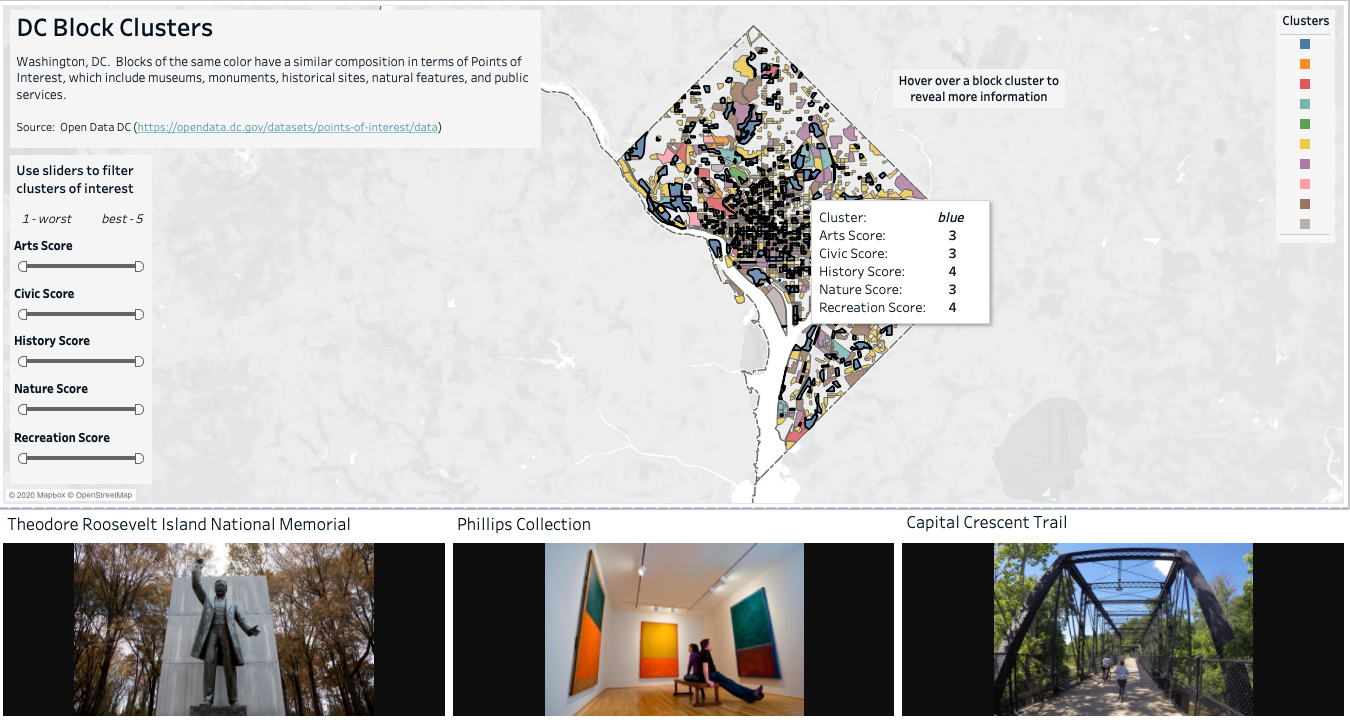 DC Block Clusters
Washington, DC.  Blocks of the same color have a similar composition in terms of Points of
Interest, which include museums, monuments, historical sites, natural features, and public
services.
Source:  Open Data DC (https://opendata.dc.gov/datasets/points-of-interest/data)
Use sliders to filter
clusters of interest
1 - worst best - 5
Arts Score
Civic Score
History Score
Nature Score
Recreation Score
© 2020 Mapbox © OpenStreetMap
Hover over a block cluster to
reveal more information
Cluster: blue
Arts Score: 3
Civic Score: 3
History Score: 4
Nature Score: 3
Recreation Score: 4
Clusters
Theodore Roosevelt Island National Memorial
Phillips Collection
Capital Crescent Trail